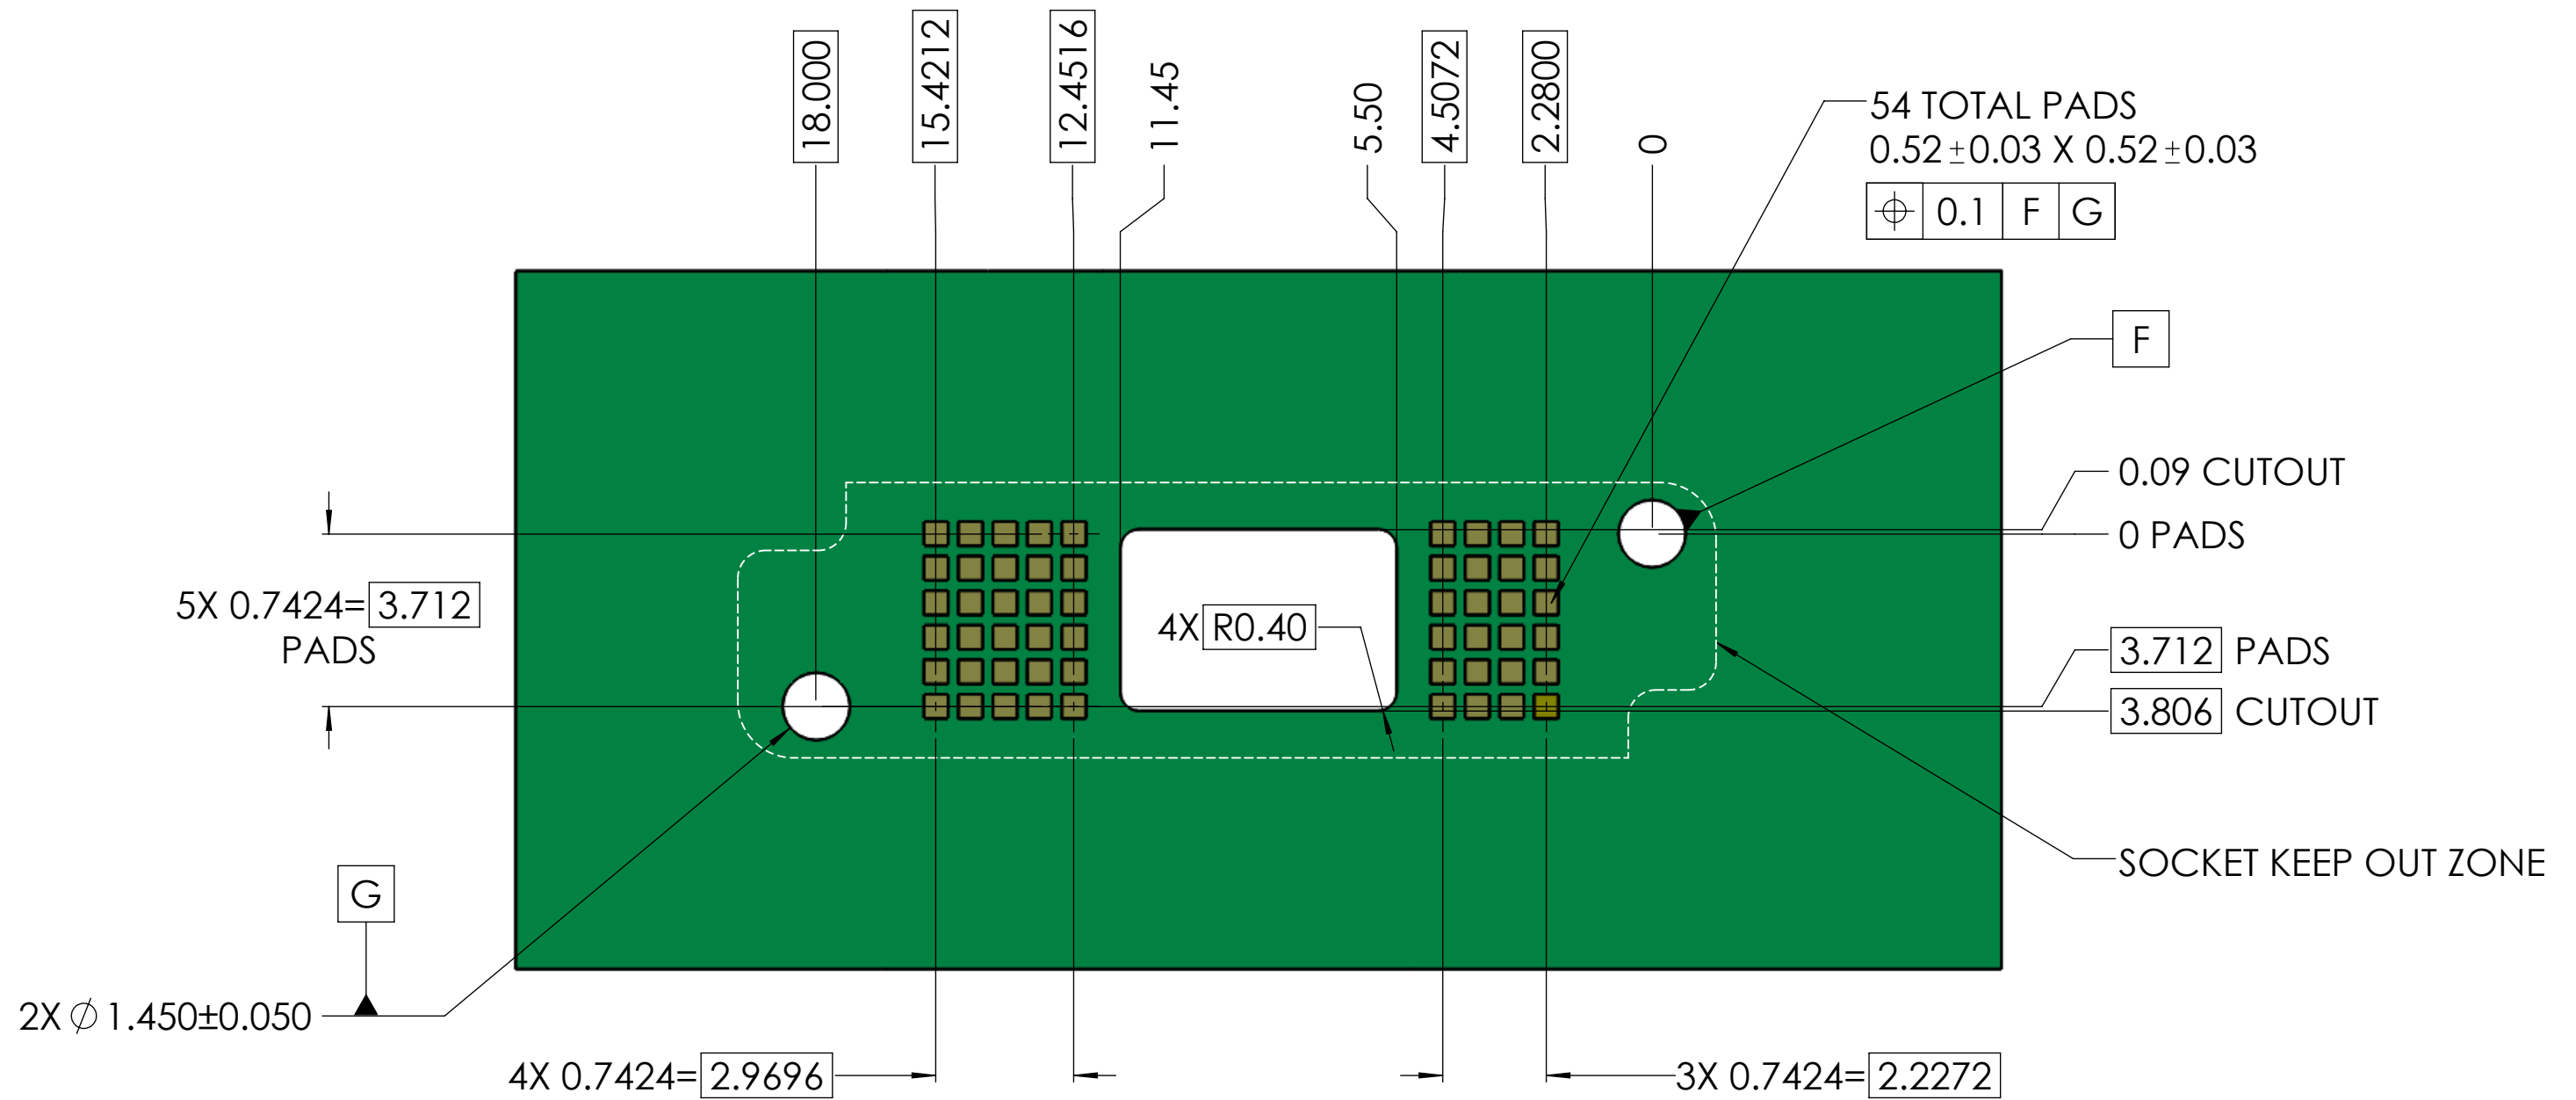 18.000
15.4212
12.4516
11.45
5.50
4.5072
2.2800
0
54 TOTAL PADS
0.52±0.03 X 0.52±0.03
⌖ 0.1 F G
F
0.09 CUTOUT
0 PADS
5X 0.7424= 3.712
PADS
4X R0.40
3.712 PADS
3.806 CUTOUT
SOCKET KEEP OUT ZONE
G
2X ∅ 1.450±0.050
4X 0.7424= 2.9696
3X 0.7424= 2.2272